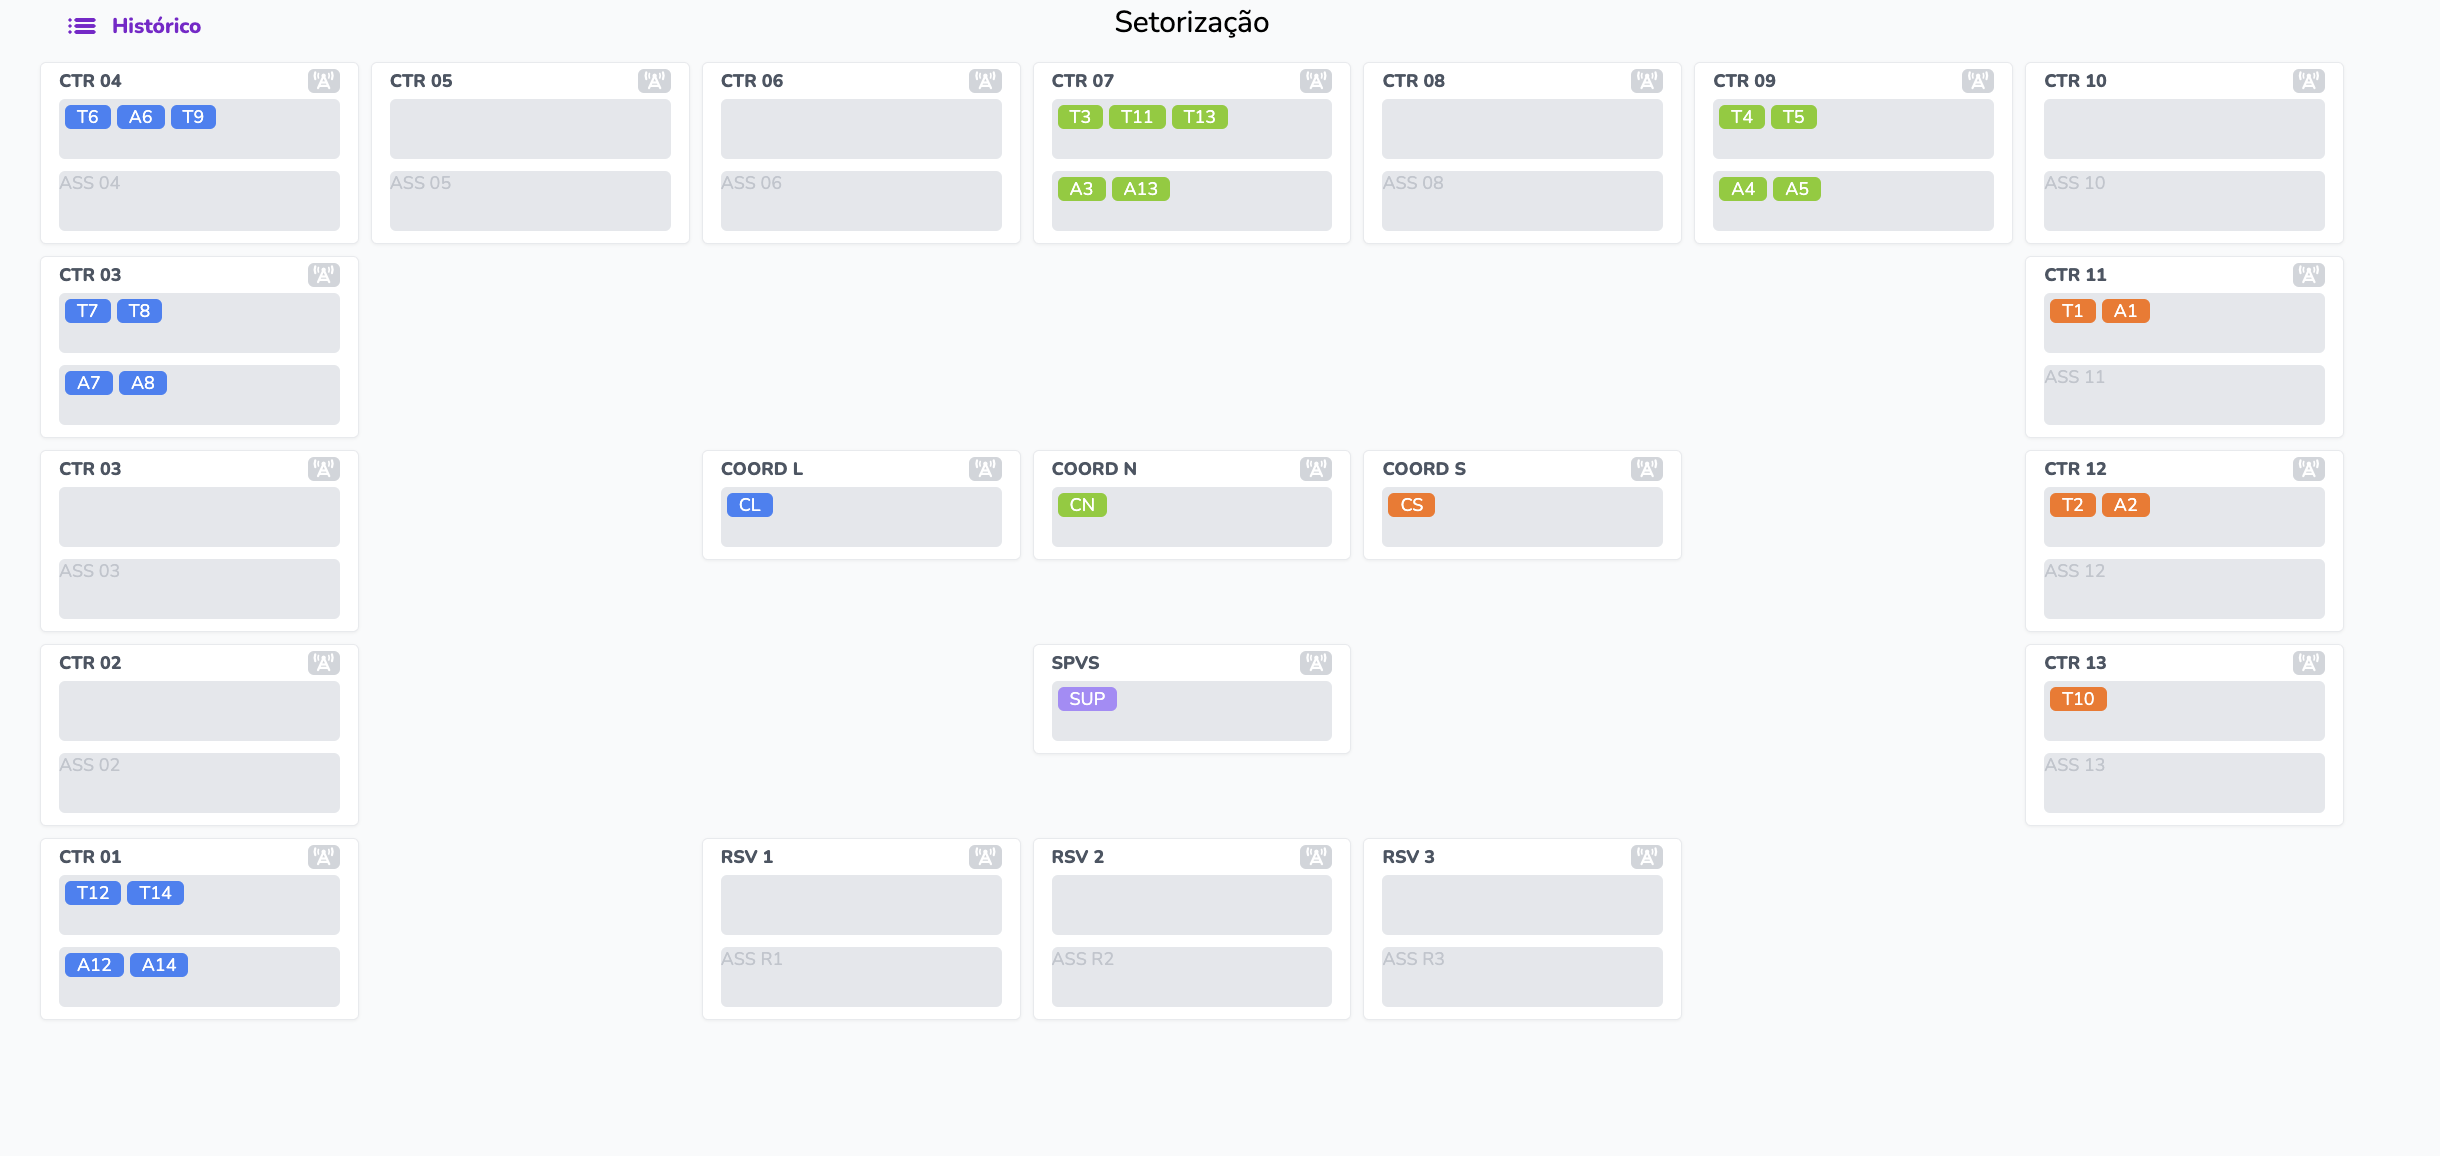 Histórico
Setorização
CTR 04
T6 A6 T9
ASS 04
CTR 05
ASS 05
CTR 06
ASS 06
CTR 07
T3 T11 T13
A3 A13
CTR 08
ASS 08
CTR 09
T4 T5
A4 A5
CTR 10
ASS 10
CTR 03
T7 T8
A7 A8
CTR 11
T1 A1
ASS 11
CTR 03
ASS 03
COORD L
CL
COORD N
CN
COORD S
CS
CTR 12
T2 A2
ASS 12
CTR 02
ASS 02
SPVS
SUP
CTR 13
T10
ASS 13
CTR 01
T12 T14
A12 A14
RSV 1
ASS R1
RSV 2
ASS R2
RSV 3
ASS R3